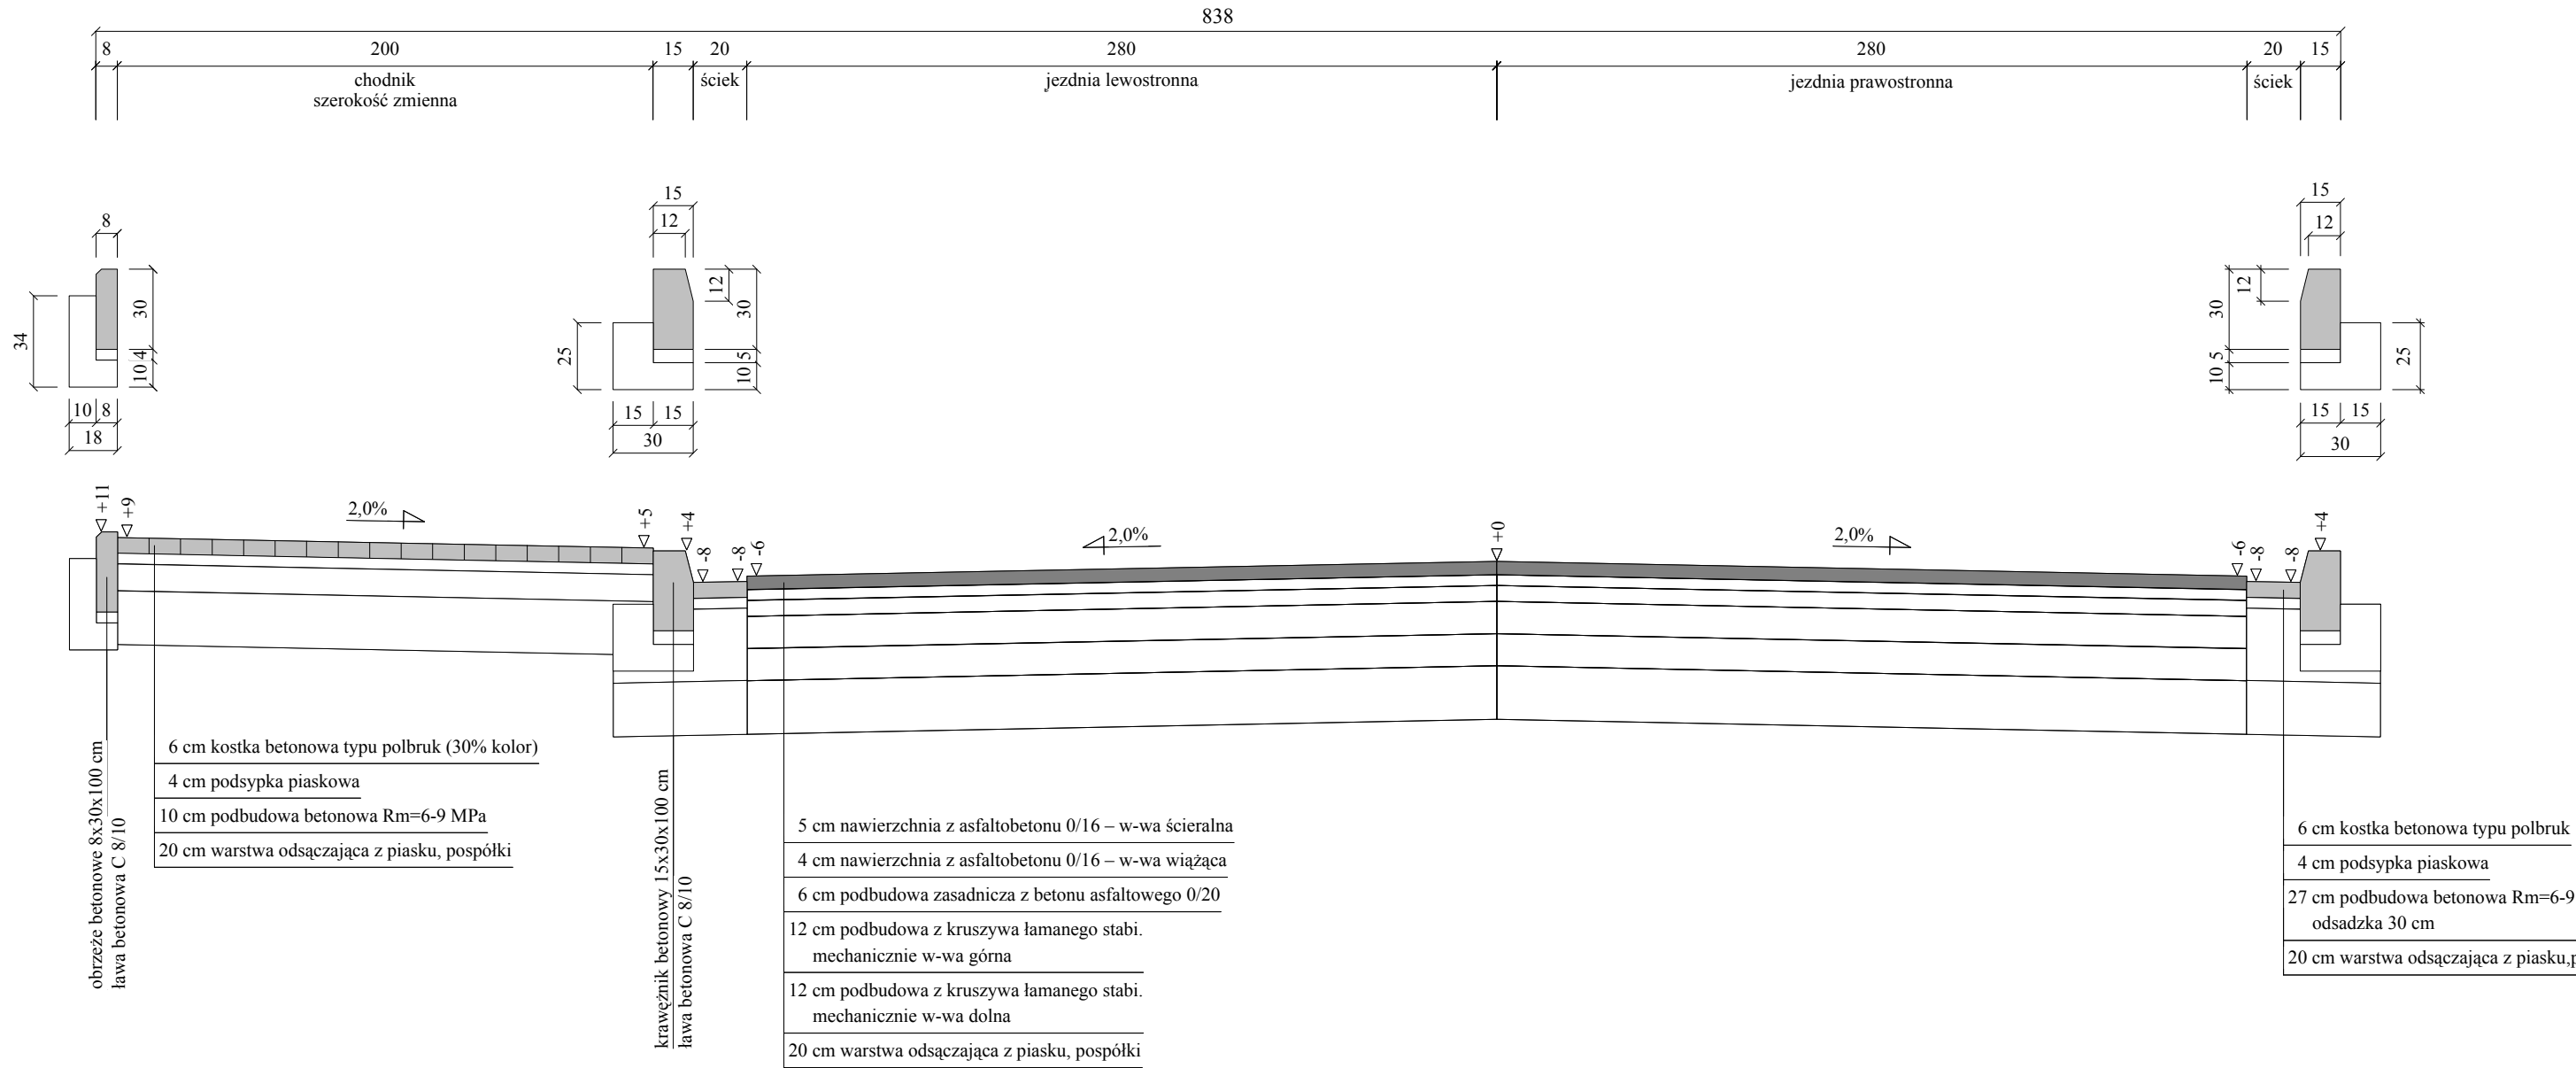 838
8 200 15 20 280 280 20 15
chodnik
szerokość zmienna
ściek
jezdnia lewostronna
jezdnia prawostronna
ściek
8
34
30
4
10
10 8
18
15
12
12
30
5
10
25
15 15
30
15
12
12
30
5
10
25
15 15
30
+11
+9
2,0%
+5
+4
-8
-8
-6
2,0%
+0
2,0%
-6
-8
-8
+4
obrzeże betonowe 8x30x100 cm
ława betonowa C 8/10
6 cm kostka betonowa typu polbruk (30% kolor)
4 cm podsypka piaskowa
10 cm podbudowa betonowa Rm=6-9 MPa
20 cm warstwa odsączająca z piasku, pospółki
krawężnik betonowy 15x30x100 cm
ława betonowa C 8/10
5 cm nawierzchnia z asfaltobetonu 0/16 – w-wa ścieralna
4 cm nawierzchnia z asfaltobetonu 0/16 – w-wa wiążąca
6 cm podbudowa zasadnicza z betonu asfaltowego 0/20
12 cm podbudowa z kruszywa łamanego stabi.
mechanicznie w-wa górna
12 cm podbudowa z kruszywa łamanego stabi.
mechanicznie w-wa dolna
20 cm warstwa odsączająca z piasku, pospółki
6 cm kostka betonowa typu polbruk
4 cm podsypka piaskowa
27 cm podbudowa betonowa Rm=6-9
odsadzka 30 cm
20 cm warstwa odsączająca z piasku,